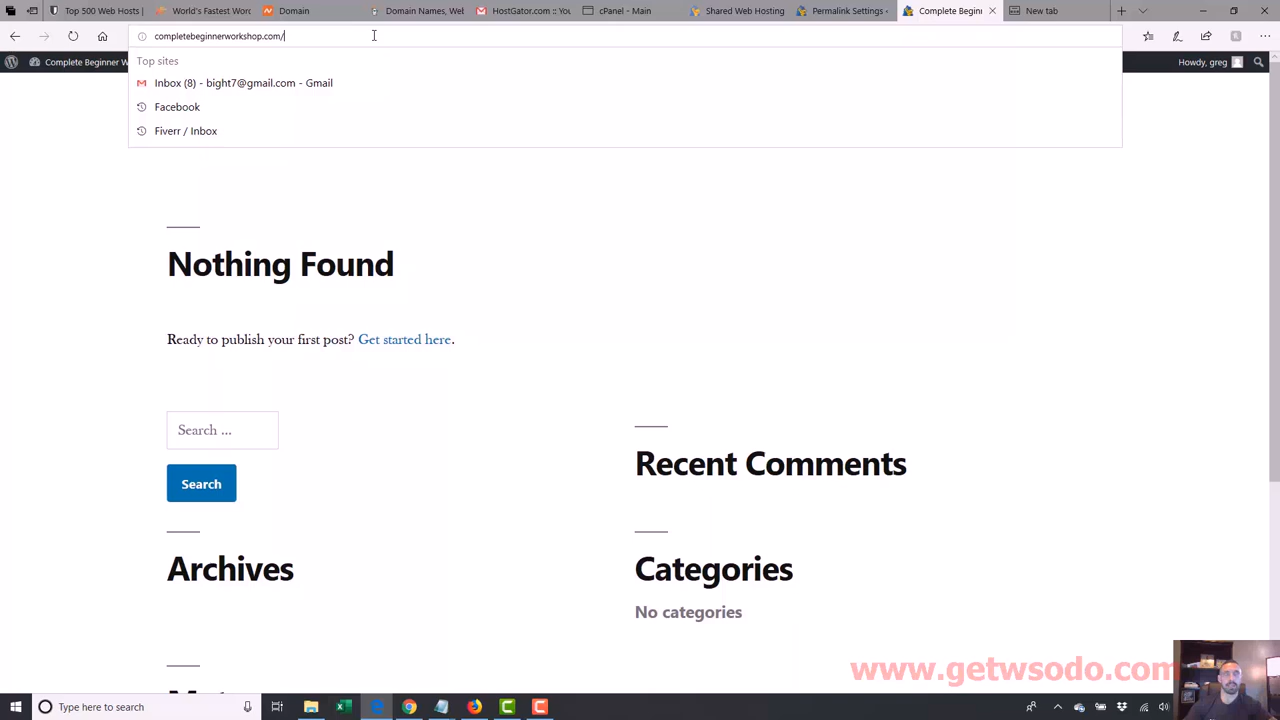 Top 500 Web Hosts |
World's Fastest Wor
Domain
Domain Names, Wel
HostGator.com :: You
cPanel - Main
Shared Web Hosting
Permalink Settings
Complete Begin
New tab
completebeginnerworkshop.com/
Complete Beginner W
Howdy, greg
Top sites
Inbox (8) - bight7@gmail.com - Gmail
Facebook
Fiverr / Inbox
Nothing Found
Ready to publish your first post? Get started here.
Search ...
Search
Recent Comments
Archives
Categories
No categories
www.getwsodo.com
Type here to search